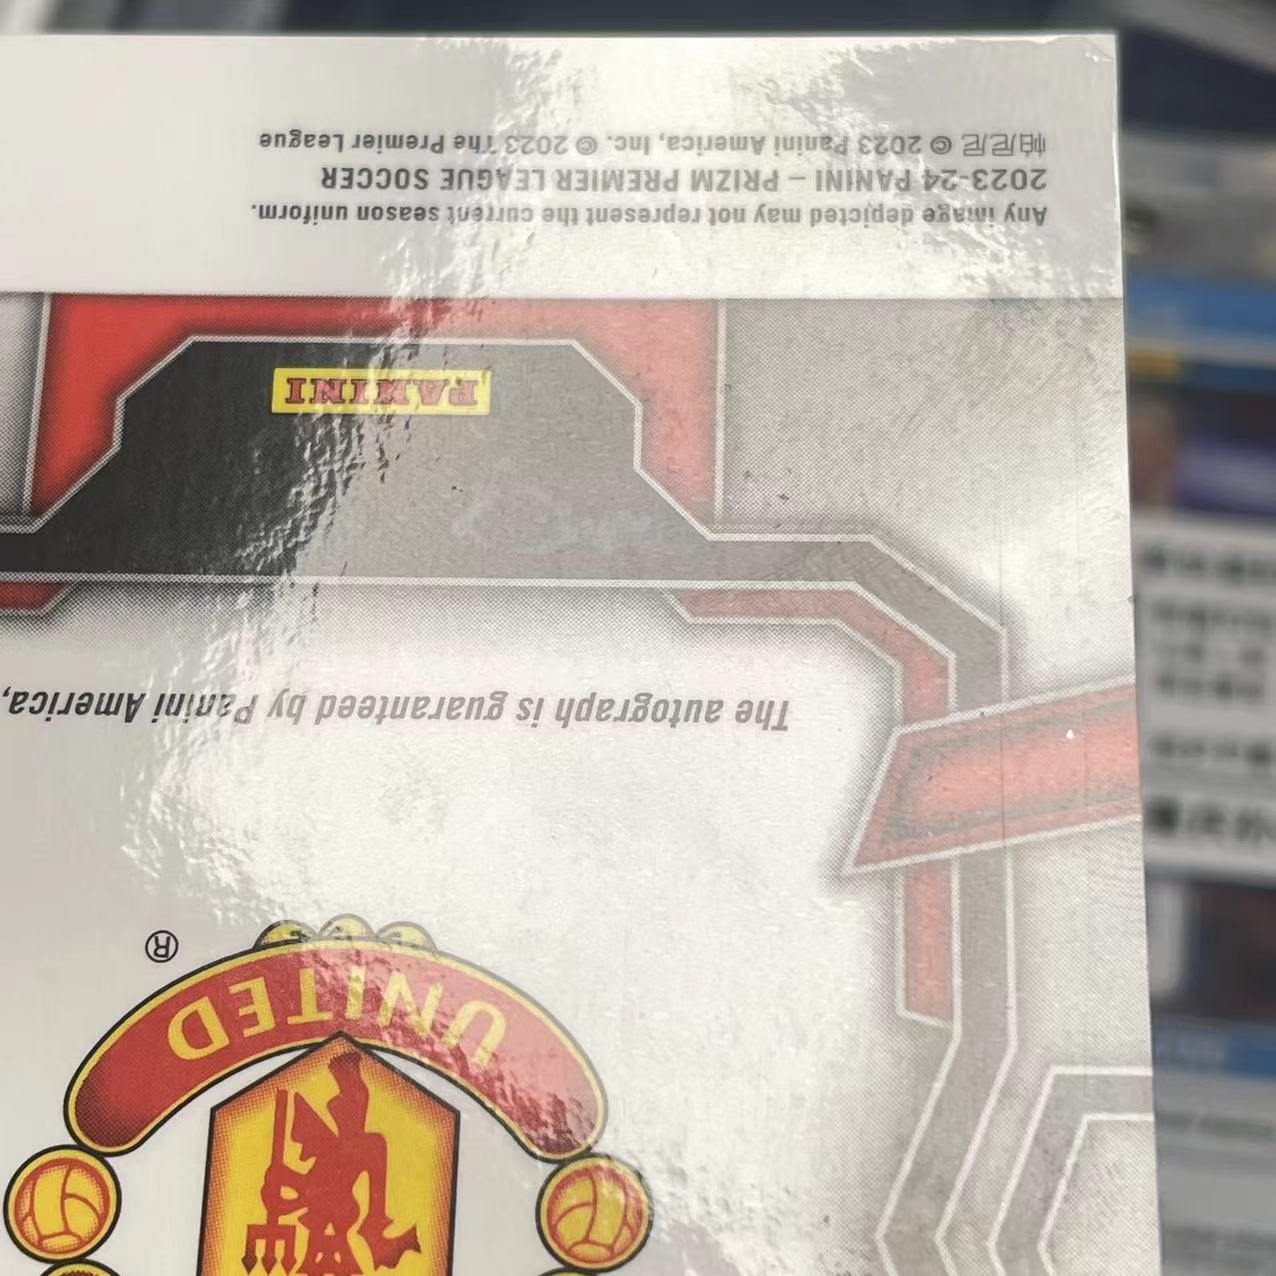 UNITED
®
The autograph is guaranteed by Panini America,
PANINI
Any image depicted may not represent the current season uniform.
2023-24 PANINI – PRIZM PREMIER LEAGUE SOCCER
帕尼尼 © 2023 Panini America, Inc. © 2023 The Premier League